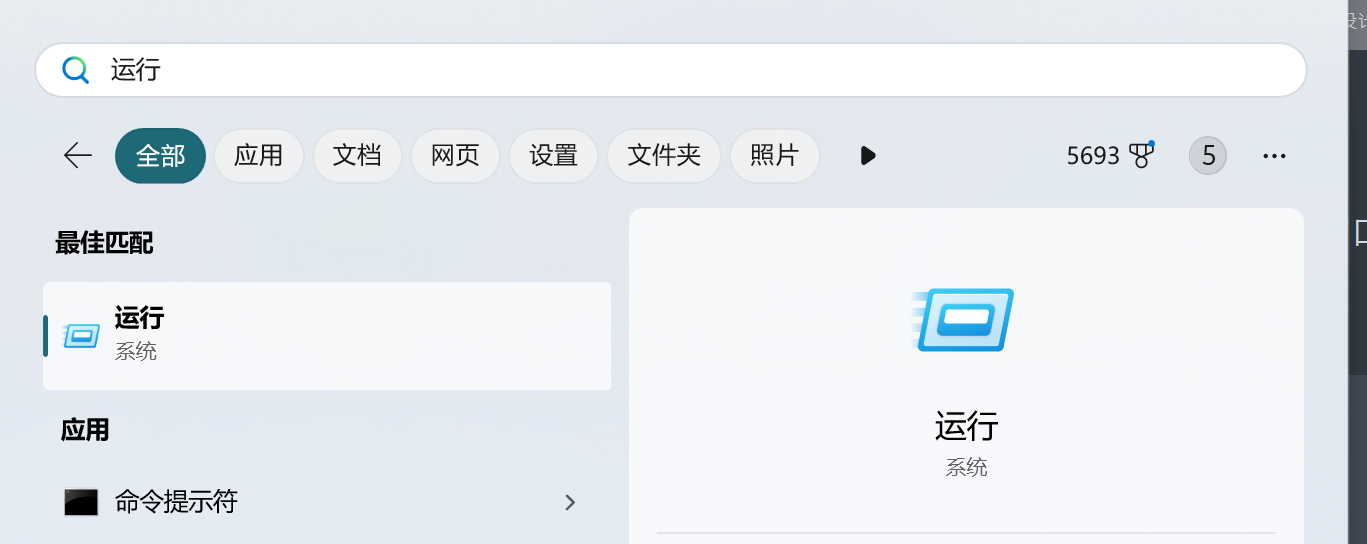 运行
全部 应用 文档 网页 设置 文件夹 照片 5693 5 ...
最佳匹配
运行
系统
应用
命令提示符
运行
系统